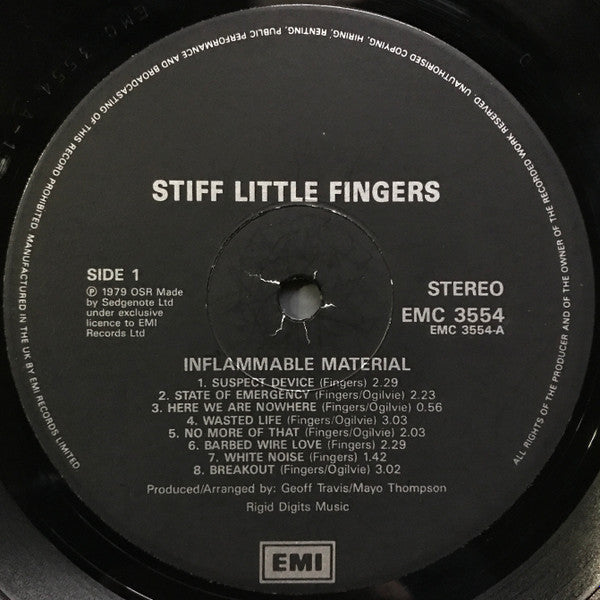 EMC 3554 A-1
ALL RIGHTS OF THE PRODUCER AND OF THE OWNER OF THE RECORDED WORK RESERVED. UNAUTHORISED COPYING, HIRING, RENTING, PUBLIC PERFORMANCE AND BROADCASTING OF THIS RECORD PROHIBITED. MANUFACTURED IN THE UK BY EMI RECORDS LIMITED
STIFF LITTLE FINGERS
SIDE 1
℗ 1979 OSR Made
by Sedgenote Ltd
under exclusive
licence to EMI
Records Ltd
STEREO
EMC 3554
EMC 3554-A
INFLAMMABLE MATERIAL
1. SUSPECT DEVICE (Fingers) 2.29
2. STATE OF EMERGENCY (Fingers/Ogilvie) 2.23
3. HERE WE ARE NOWHERE (Fingers/Ogilvie) 0.56
4. WASTED LIFE (Fingers) 3.03
5. NO MORE OF THAT (Fingers/Ogilvie) 2.03
6. BARBED WIRE LOVE (Fingers/Ogilvie) 2.29
7. WHITE NOISE (Fingers) 1.42
8. BREAKOUT (Fingers/Ogilvie) 3.02
Produced/Arranged by: Geoff Travis/Mayo Thompson
Rigid Digits Music
EMI